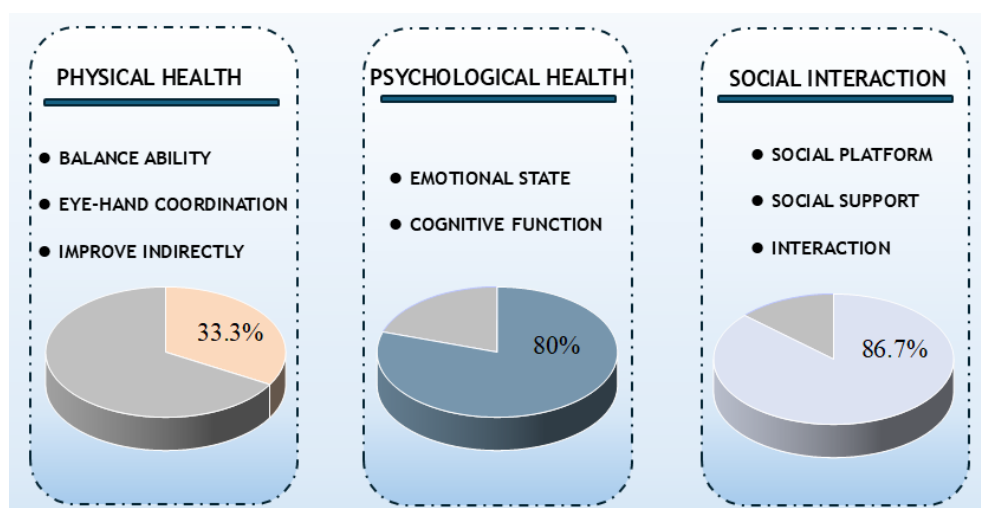 PHYSICAL HEALTH
● BALANCE ABILITY
● EYE-HAND COORDINATION
● IMPROVE INDIRECTLY
33.3%
PSYCHOLOGICAL HEALTH
● EMOTIONAL STATE
● COGNITIVE FUNCTION
80%
SOCIAL INTERACTION
● SOCIAL PLATFORM
● SOCIAL SUPPORT
● INTERACTION
86.7%